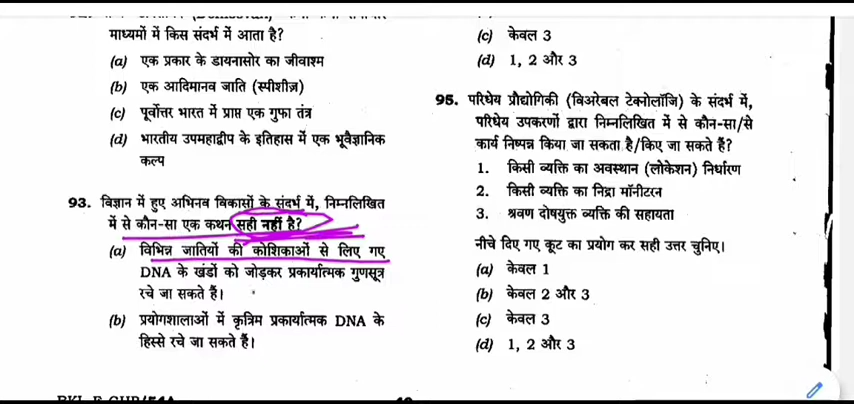 माध्यमों में किस संदर्भ में आता है?
(a) एक प्रकार के डायनासोर का जीवाश्म
(b) एक आदिमानव जाति (स्पीशीज़)
(c) पूर्वोत्तर भारत में प्राप्त एक गुफा तंत्र
(d) भारतीय उपमहाद्वीप के इतिहास में एक भूवैज्ञानिक
कल्प
93. विज्ञान में हुए अभिनव विकासों के संदर्भ में, निम्नलिखित
में से कौन-सा एक कथन सही नहीं है?
(a) विभिन्न जातियों की कोशिकाओं से लिए गए
DNA के खंडों को जोड़कर प्रकार्यात्मक गुणसूत्र
रचे जा सकते हैं।
(b) प्रयोगशालाओं में कृत्रिम प्रकार्यात्मक DNA के
हिस्से रचे जा सकते हैं।
(c) केवल 3
(d) 1, 2 और 3
95. परिधेय प्रौद्योगिकी (विअरेबल टेक्नोलॉजि) के संदर्भ में,
परिधेय उपकरणों द्वारा निम्नलिखित में से कौन-सा/से
कार्य निष्पन्न किया जा सकता है/किए जा सकते हैं?
1. किसी व्यक्ति का अवस्थान (लोकेशन) निर्धारण
2. किसी व्यक्ति का निद्रा मॉनीटरन
3. श्रवण दोषयुक्त व्यक्ति की सहायता
नीचे दिए गए कूट का प्रयोग कर सही उत्तर चुनिए।
(a) केवल 1
(b) केवल 2 और 3
(c) केवल 3
(d) 1, 2 और 3